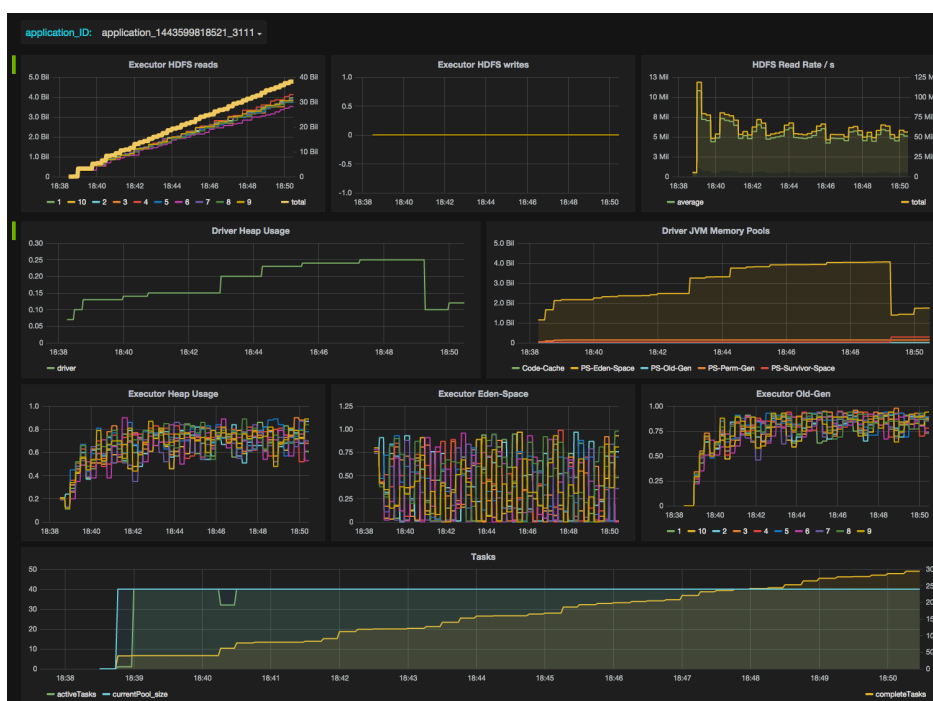 application_ID: application_1443599818521_3111
Executor HDFS reads
5.0 Bil
4.0 Bil
3.0 Bil
2.0 Bil
1.0 Bil
0
40 Bil
30 Bil
20 Bil
10 Bil
0
18:38 18:40 18:42 18:44 18:46 18:48 18:50
1 10 2 3 4 5 6 7 8 9 total
Executor HDFS writes
1.0
0.5
0
-0.5
-1.0
18:38 18:40 18:42 18:44 18:46 18:48 18:50
HDFS Read Rate / s
13 Mil
10 Mil
8 Mil
5 Mil
3 Mil
0
125 M
100 Mi
75 Mi
50 Mi
25 Mi
0
18:38 18:40 18:42 18:44 18:46 18:48 18:50
average total
Driver Heap Usage
0.30
0.25
0.20
0.15
0.10
0.05
0
18:38 18:40 18:42 18:44 18:46 18:48 18:50
driver
Driver JVM Memory Pools
5.0 Bil
4.0 Bil
3.0 Bil
2.0 Bil
1.0 Bil
0
18:38 18:40 18:42 18:44 18:46 18:48 18:50
Code-Cache PS-Eden-Space PS-Old-Gen PS-Perm-Gen PS-Survivor-Space
Executor Heap Usage
1.0
0.8
0.6
0.4
0.2
0
18:38 18:40 18:42 18:44 18:46 18:48 18:50
Executor Eden-Space
1.25
1.00
0.75
0.50
0.25
0
18:38 18:40 18:42 18:44 18:46 18:48 18:50
Executor Old-Gen
1.00
0.75
0.50
0.25
0
18:38 18:40 18:42 18:44 18:46 18:48 18:50
1 10 2 3 4 5 6 7 8 9
Tasks
50
40
30
20
10
0
30
25
20
15
10
50
0
18:38 18:39 18:40 18:41 18:42 18:43 18:44 18:45 18:46 18:47 18:48 18:49 18:50
activeTasks currentPool_size completeTasks